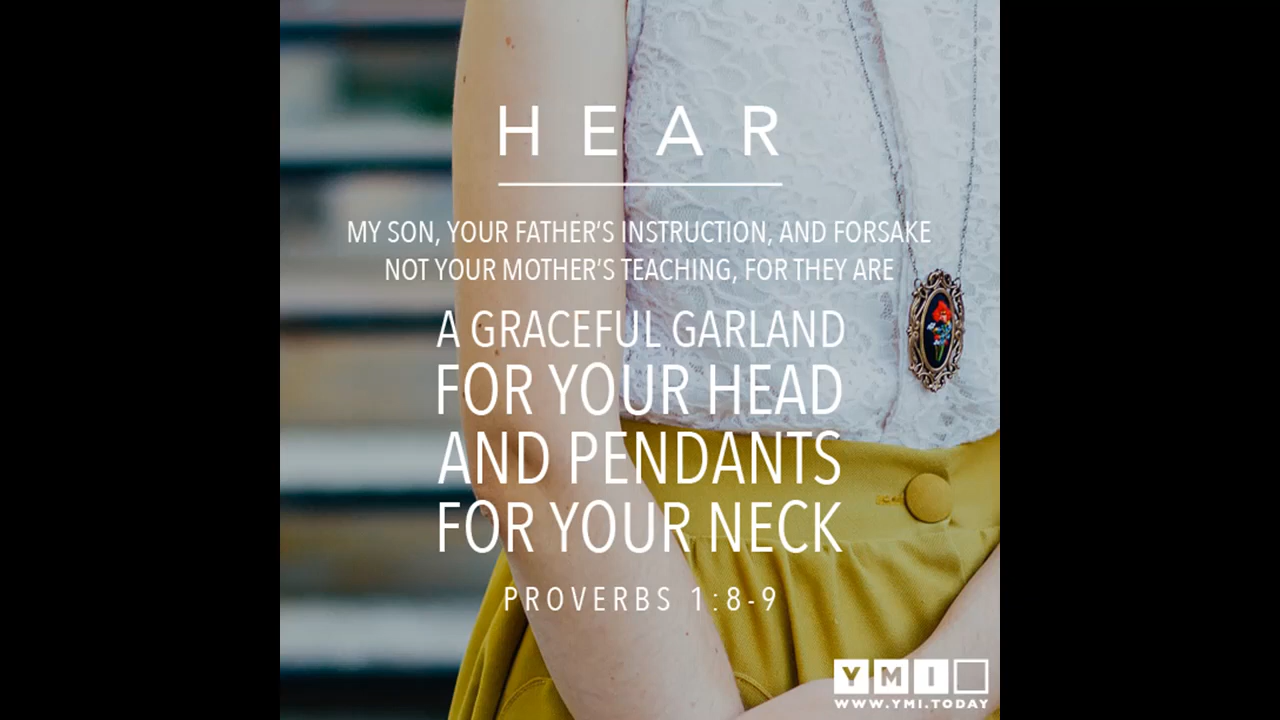 HEAR
MY SON, YOUR FATHER'S INSTRUCTION, AND FORSAKE
NOT YOUR MOTHER'S TEACHING, FOR THEY ARE
A GRACEFUL GARLAND
FOR YOUR HEAD
AND PENDANTS
FOR YOUR NECK
PROVERBS 1:8-9
YMI
WWW.YMI.TODAY